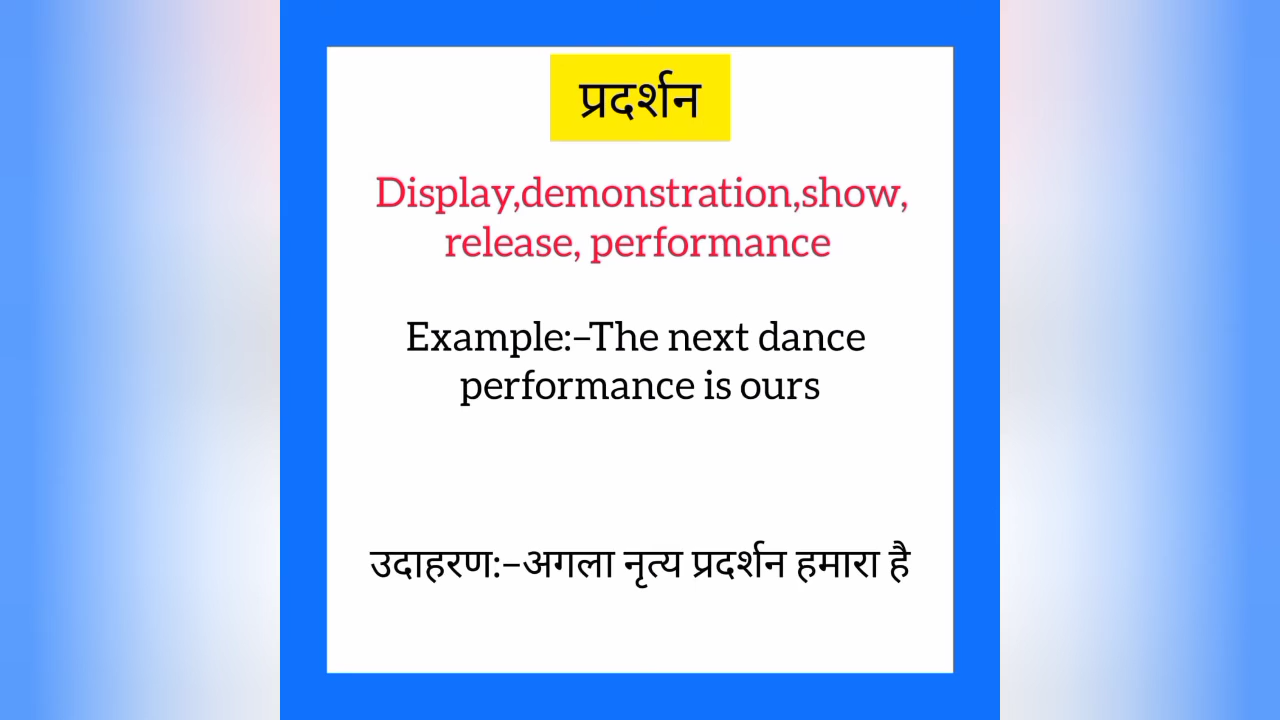 प्रदर्शन
Display,demonstration,show,
release, performance
Example:–The next dance
performance is ours
उदाहरण:–अगला नृत्य प्रदर्शन हमारा है